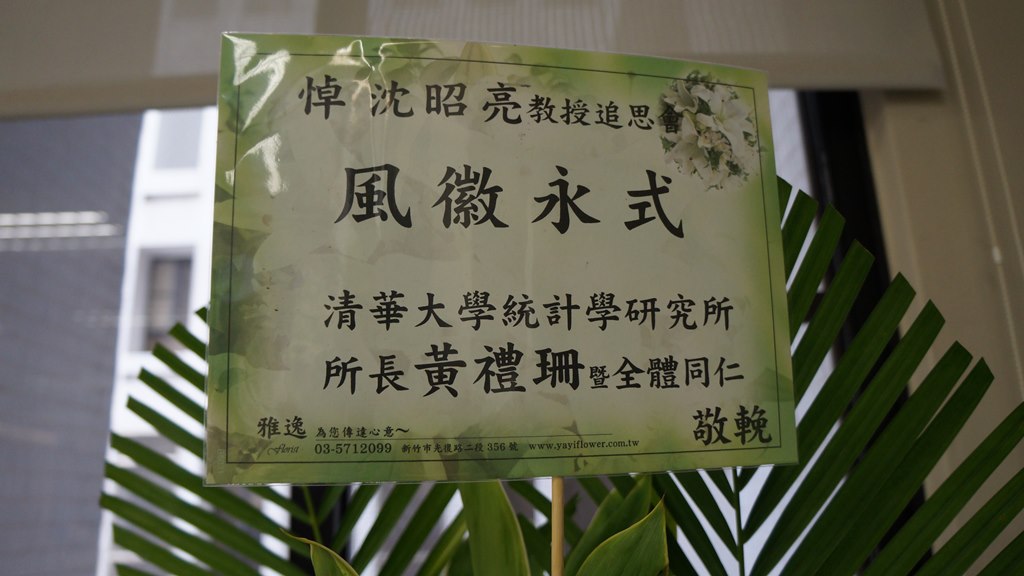 悼 沈昭亮教授追思會
風徽永式
清華大學統計學研究所
所長黃禮珊暨全體同仁
敬輓
雅逸 為您傳達心意～
Florist 03-5712099 新竹市光復路二段356號 www.yayiflower.com.tw